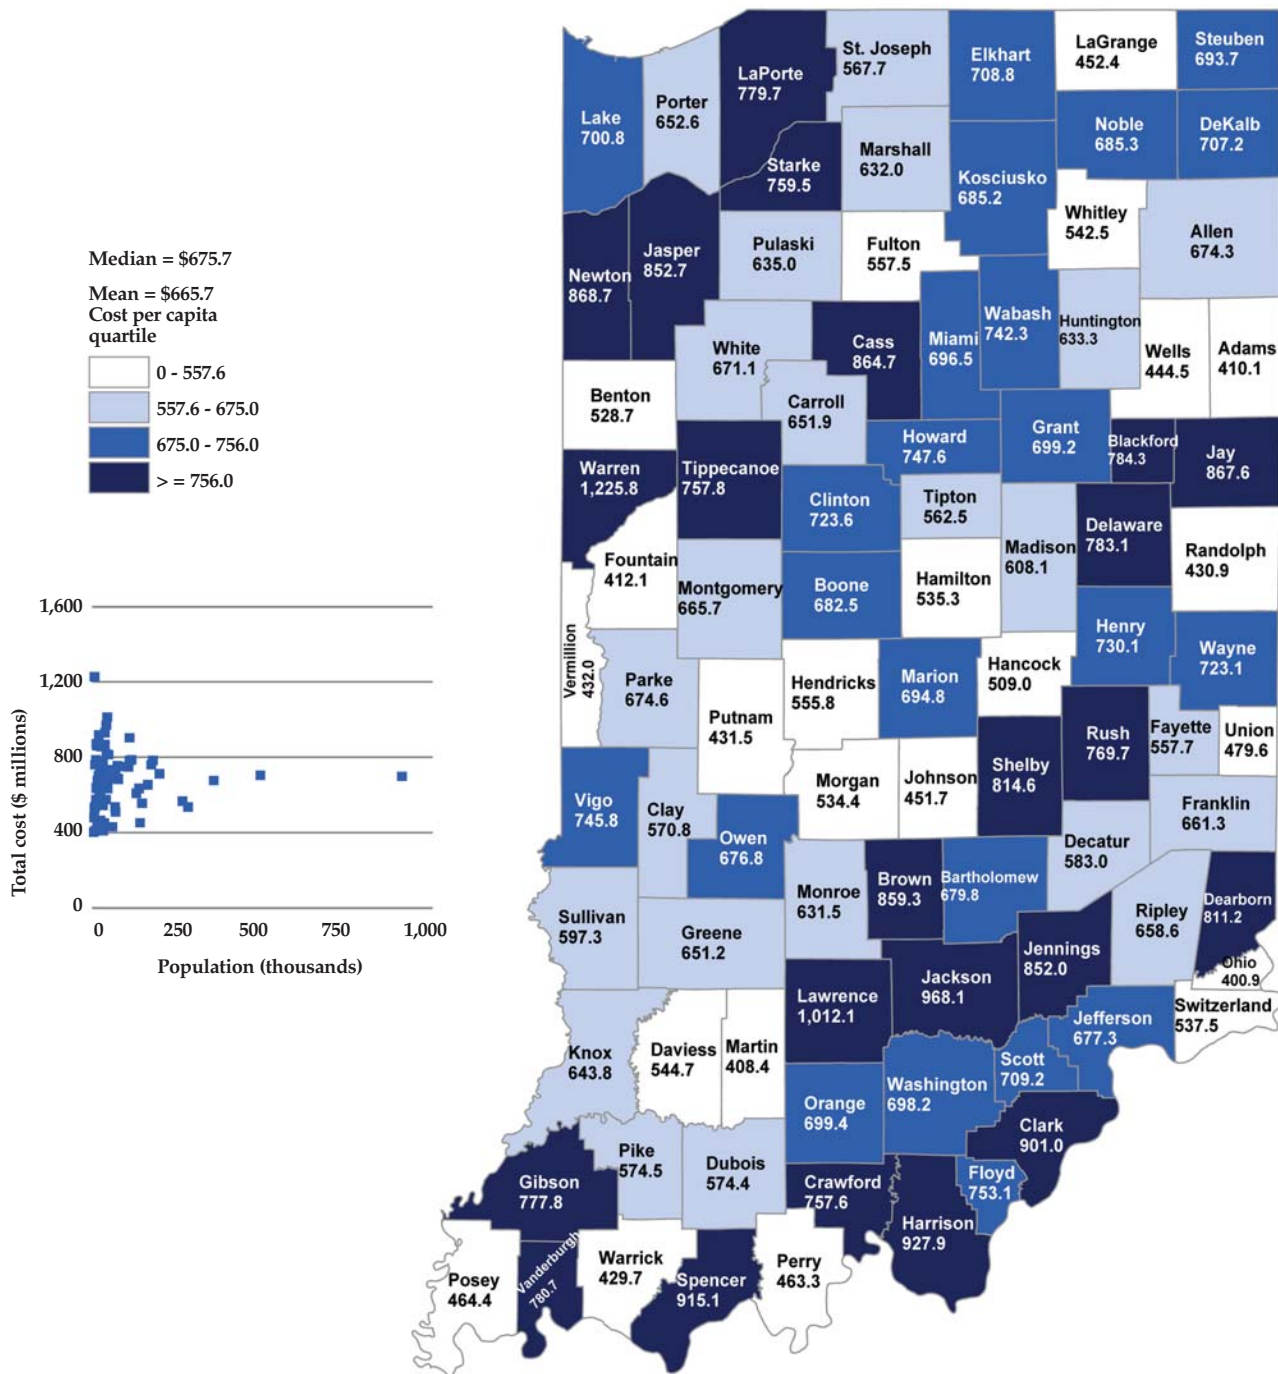 Median = $675.7
Mean = $665.7
Cost per capita
quartile
0 - 557.6
557.6 - 675.0
675.0 - 756.0
> = 756.0
Total cost ($ millions)
1,600
1,200
800
400
0
0 250 500 750 1,000
Population (thousands)
Lake
700.8
Porter
652.6
LaPorte
779.7
St. Joseph
567.7
Elkhart
708.8
LaGrange
452.4
Steuben
693.7
Noble
685.3
DeKalb
707.2
Starke
759.5
Marshall
632.0
Kosciusko
685.2
Whitley
542.5
Allen
674.3
Newton
868.7
Jasper
852.7
Pulaski
635.0
Fulton
557.5
White
671.1
Cass
864.7
Miami
696.5
Wabash
742.3
Huntington
633.3
Wells
444.5
Adams
410.1
Benton
528.7
Carroll
651.9
Howard
747.6
Grant
699.2
Blackford
784.3
Jay
867.6
Warren
1,225.8
Tippecanoe
757.8
Clinton
723.6
Tipton
562.5
Madison
608.1
Delaware
783.1
Randolph
430.9
Fountain
412.1
Montgomery
665.7
Boone
682.5
Hamilton
535.3
Henry
730.1
Wayne
723.1
Vermillion
432.0
Parke
674.6
Putnam
431.5
Hendricks
555.8
Marion
694.8
Hancock
509.0
Rush
769.7
Fayette
557.7
Union
479.6
Vigo
745.8
Clay
570.8
Owen
676.8
Morgan
534.4
Johnson
451.7
Shelby
814.6
Decatur
583.0
Franklin
661.3
Sullivan
597.3
Greene
651.2
Monroe
631.5
Brown
859.3
Bartholomew
679.8
Jennings
852.0
Ripley
658.6
Dearborn
811.2
Ohio
400.9
Switzerland
537.5
Knox
643.8
Daviess
544.7
Martin
408.4
Lawrence
1,012.1
Jackson
968.1
Jefferson
677.3
Scott
709.2
Washington
698.2
Orange
699.4
Clark
901.0
Floyd
753.1
Gibson
777.8
Pike
574.5
Dubois
574.4
Crawford
757.6
Harrison
927.9
Posey
464.4
Vanderburgh
780.7
Warrick
429.7
Spencer
915.1
Perry
463.3